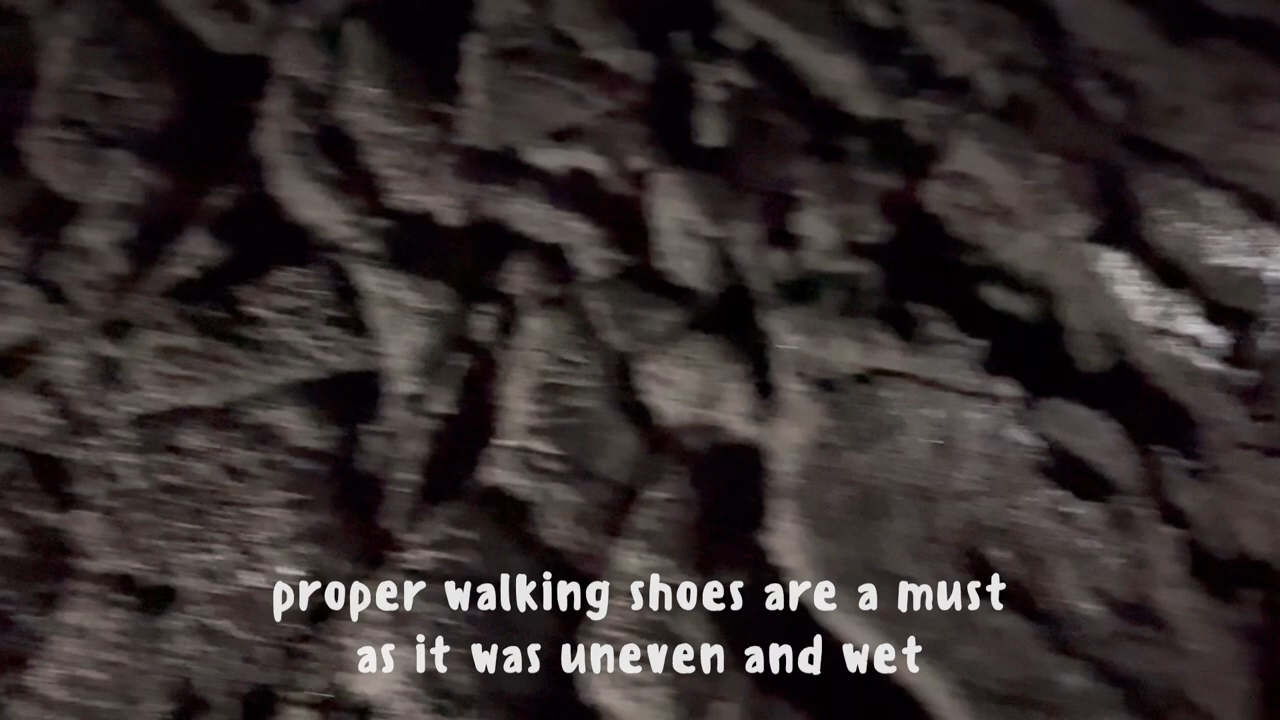 proper walking shoes are a must
as it was uneven and wet